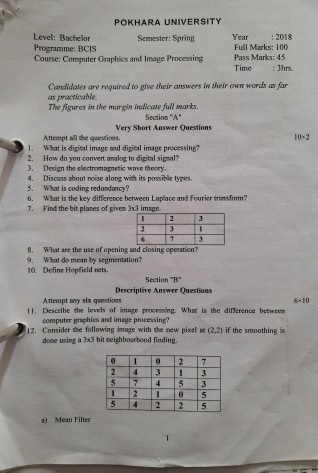 POKHARA UNIVERSITY
Level: Bachelor Semester: Spring Year : 2018
Programme: BCIS Full Marks: 100
Course: Computer Graphics and Image Processing Pass Marks: 45
Time : 3hrs.
Candidates are required to give their answers in their own words as far
as practicable.
The figures in the margin indicate full marks.
Section "A"
Very Short Answer Questions
Attempt all the questions. 10×2
1. What is digital image and digital image processing?
2. How do you convert analog to digital signal?
3. Design the electromagnetic wave theory.
4. Discuss about noise along with its possible types.
5. What is coding redundancy?
6. What is the key difference between Laplace and Fourier transform?
7. Find the bit planes of given 3x3 image.
1 2 3
2 3 1
6 7 3
8. What are the use of opening and closing operation?
9. What do mean by segmentation?
10. Define Hopfield nets.
Section "B"
Descriptive Answer Questions
Attempt any six questions 6×10
11. Describe the levels of image processing. What is the difference between
computer graphics and image processing?
12. Consider the following image with the new pixel at (2,2) if the smoothing is
done using a 3x3 bit neighbourhood finding.
0 1 0 2 7
2 4 3 1 3
5 7 4 5 3
1 2 1 0 5
5 4 2 2 5
a) Mean Filter
1